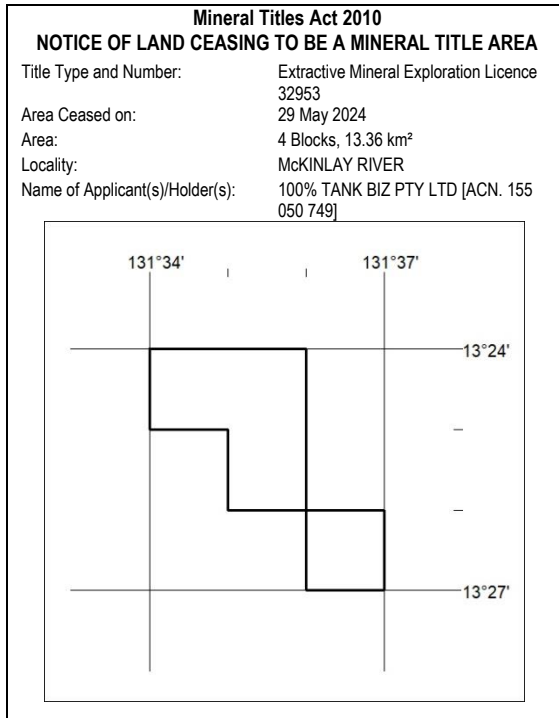 Mineral Titles Act 2010
NOTICE OF LAND CEASING TO BE A MINERAL TITLE AREA
Title Type and Number: Extractive Mineral Exploration Licence
32953
Area Ceased on: 29 May 2024
Area: 4 Blocks, 13.36 km²
Locality: McKINLAY RIVER
Name of Applicant(s)/Holder(s): 100% TANK BIZ PTY LTD [ACN. 155
050 749]
131°34' 131°37'
13°24'
13°27'